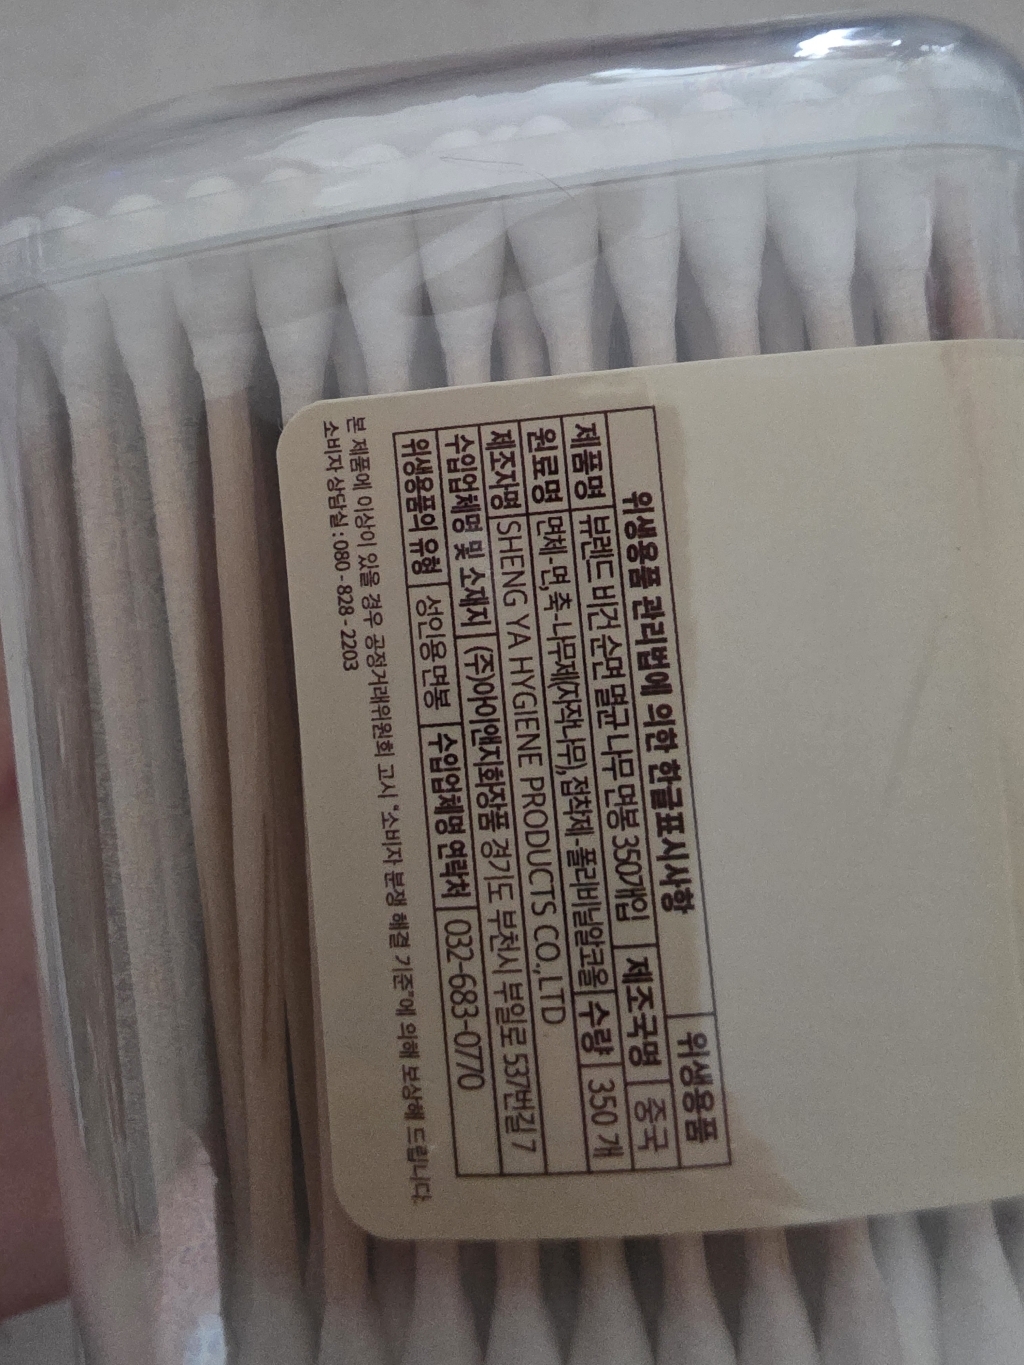 위생용품 관리법에 의한 한글표시사항 위생용품
제품명 뷰랜드 비건 순면 멸균 나무 면봉 350개입 제조국명 중국
원료명 면체-면,축-나무제(자작나무),접착제-폴리비닐알코올 수량 350 개
제조자명 SHENG YA HYGIENE PRODUCTS CO.,LTD
수입업체명 및 소재지 (주)아이앤지화장품 경기도 부천시 부일로 537번길 7
위생용품의 유형 성인용 면봉 수입업체명 연락처 032-683-0770
본 제품에 이상이 있을 경우 공정거래위원회 고시 "소비자 분쟁 해결 기준"에 의해 보상해 드립니다.
소비자 상담실 : 080 - 828 - 2203